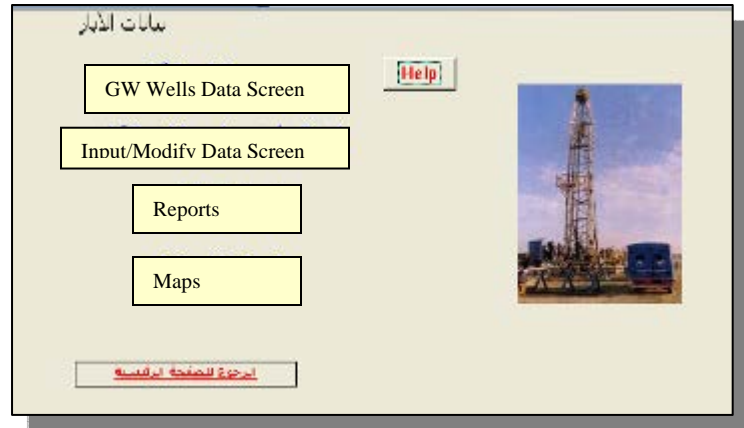 بيانات الآبار
Help
GW Wells Data Screen
Input/Modify Data Screen
Reports
Maps
الرجوع للصفحة الرئيسية